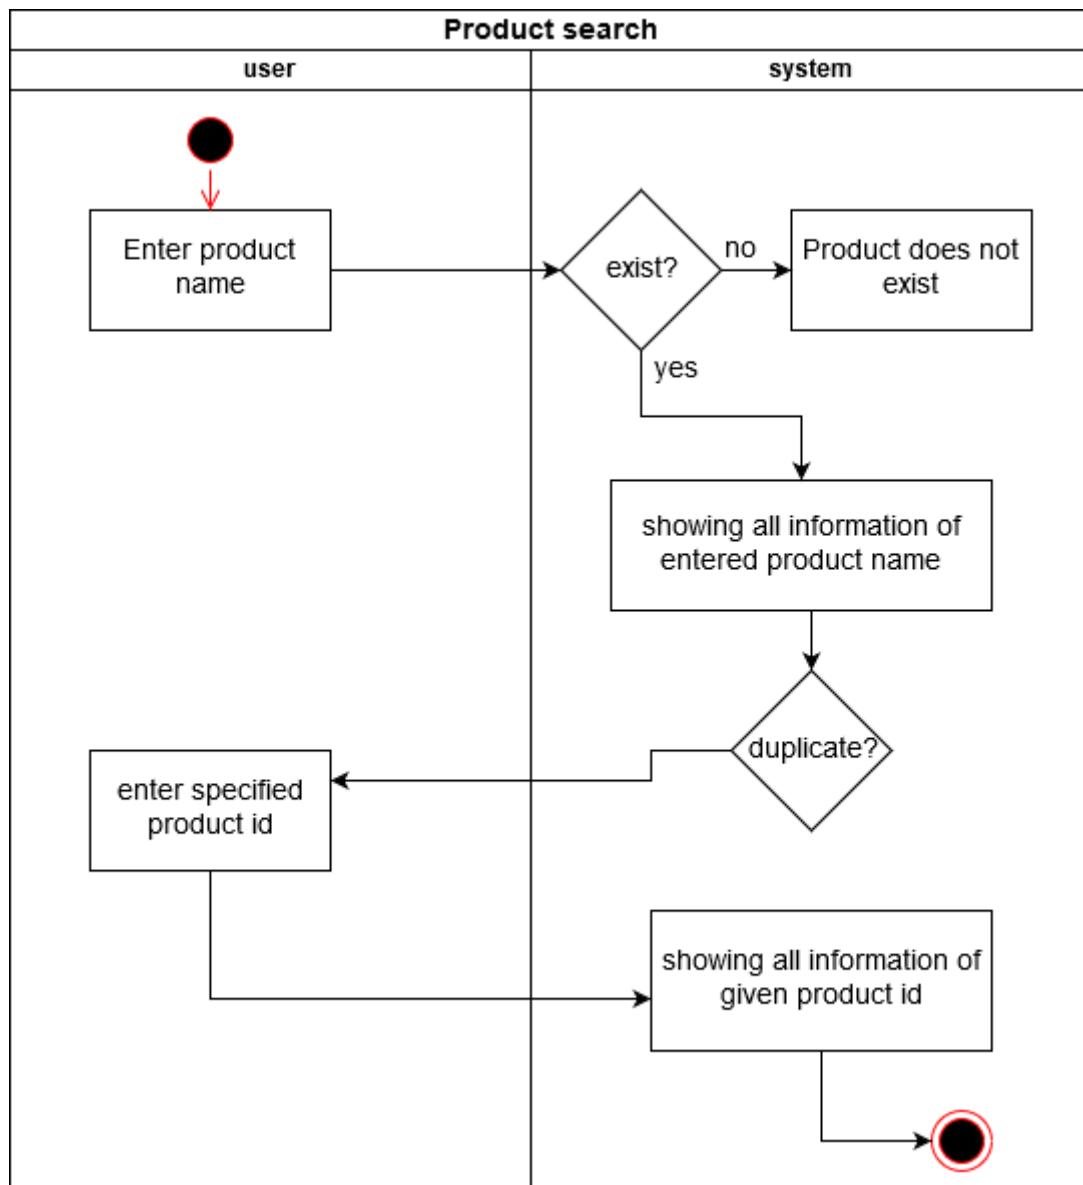 Product search
user
system
Enter product
name
exist?
no
Product does not
exist
yes
showing all information of
entered product name
duplicate?
enter specified
product id
showing all information of
given product id